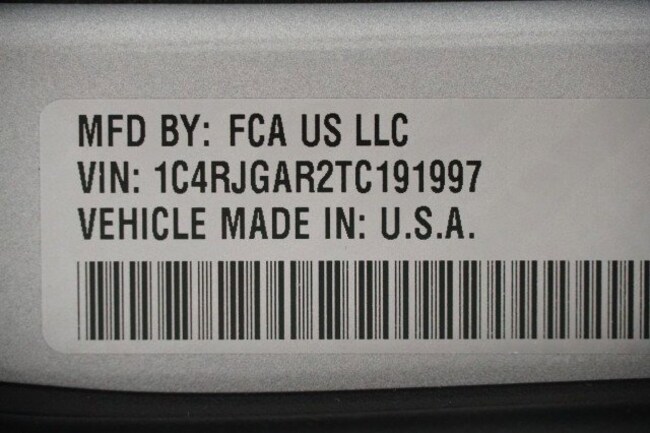 MFD BY: FCA US LLC
VIN: 1C4RJGAR2TC191997
VEHICLE MADE IN: U.S.A.